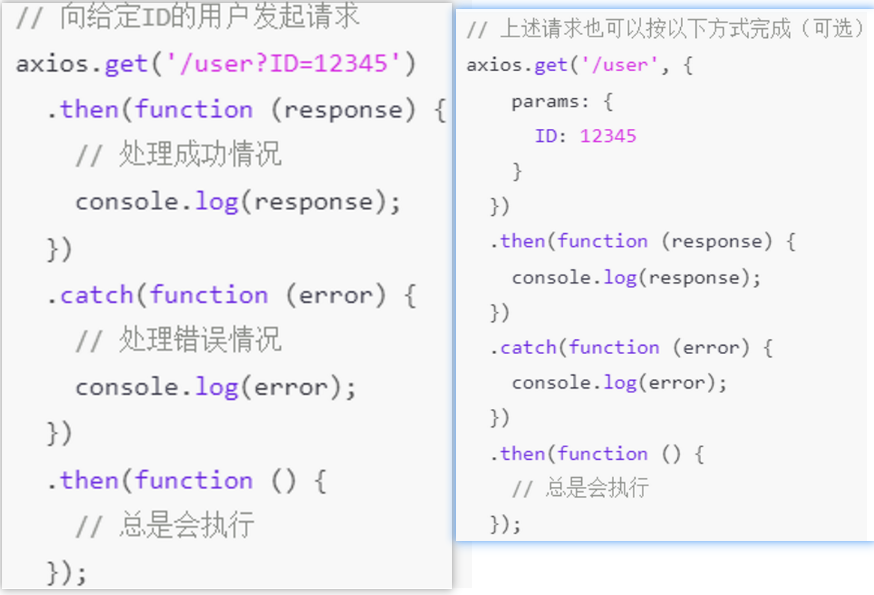 // 向给定ID的用户发起请求
axios.get('/user?ID=12345')
  .then(function (response) {
    // 处理成功情况
    console.log(response);
  })
  .catch(function (error) {
    // 处理错误情况
    console.log(error);
  })
  .then(function () {
    // 总是会执行
  });
// 上述请求也可以按以下方式完成（可选）
axios.get('/user', {
    params: {
      ID: 12345
    }
  })
  .then(function (response) {
    console.log(response);
  })
  .catch(function (error) {
    console.log(error);
  })
  .then(function () {
    // 总是会执行
  });